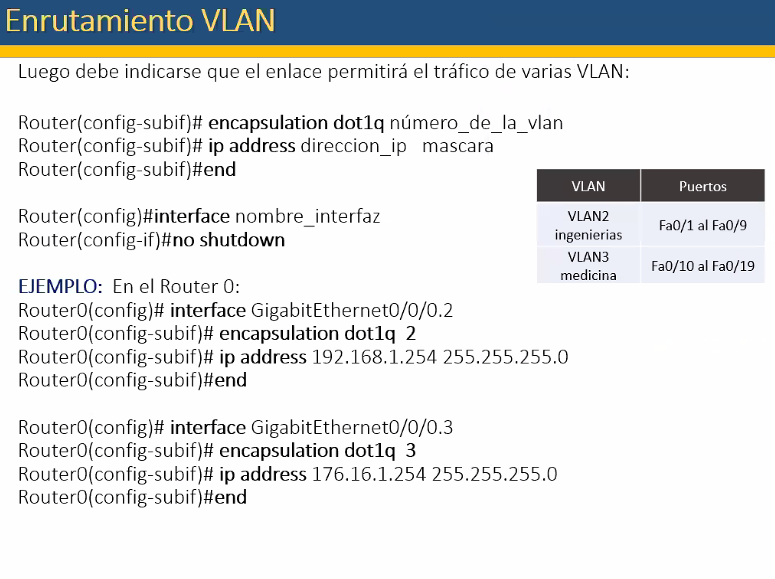 Enrutamiento VLAN
Luego debe indicarse que el enlace permitirá el tráfico de varias VLAN:
Router(config-subif)# encapsulation dot1q número_de_la_vlan
Router(config-subif)# ip address direccion_ip mascara
Router(config-subif)#end
Router(config)#interface nombre_interfaz
Router(config-if)#no shutdown
VLAN Puertos
VLAN2
ingenierias
Fa0/1 al Fa0/9
VLAN3
medicina
Fa0/10 al Fa0/19
EJEMPLO: En el Router 0:
Router0(config)# interface GigabitEthernet0/0/0.2
Router0(config-subif)# encapsulation dot1q 2
Router0(config-subif)# ip address 192.168.1.254 255.255.255.0
Router0(config-subif)#end
Router0(config)# interface GigabitEthernet0/0/0.3
Router0(config-subif)# encapsulation dot1q 3
Router0(config-subif)# ip address 176.16.1.254 255.255.255.0
Router0(config-subif)#end